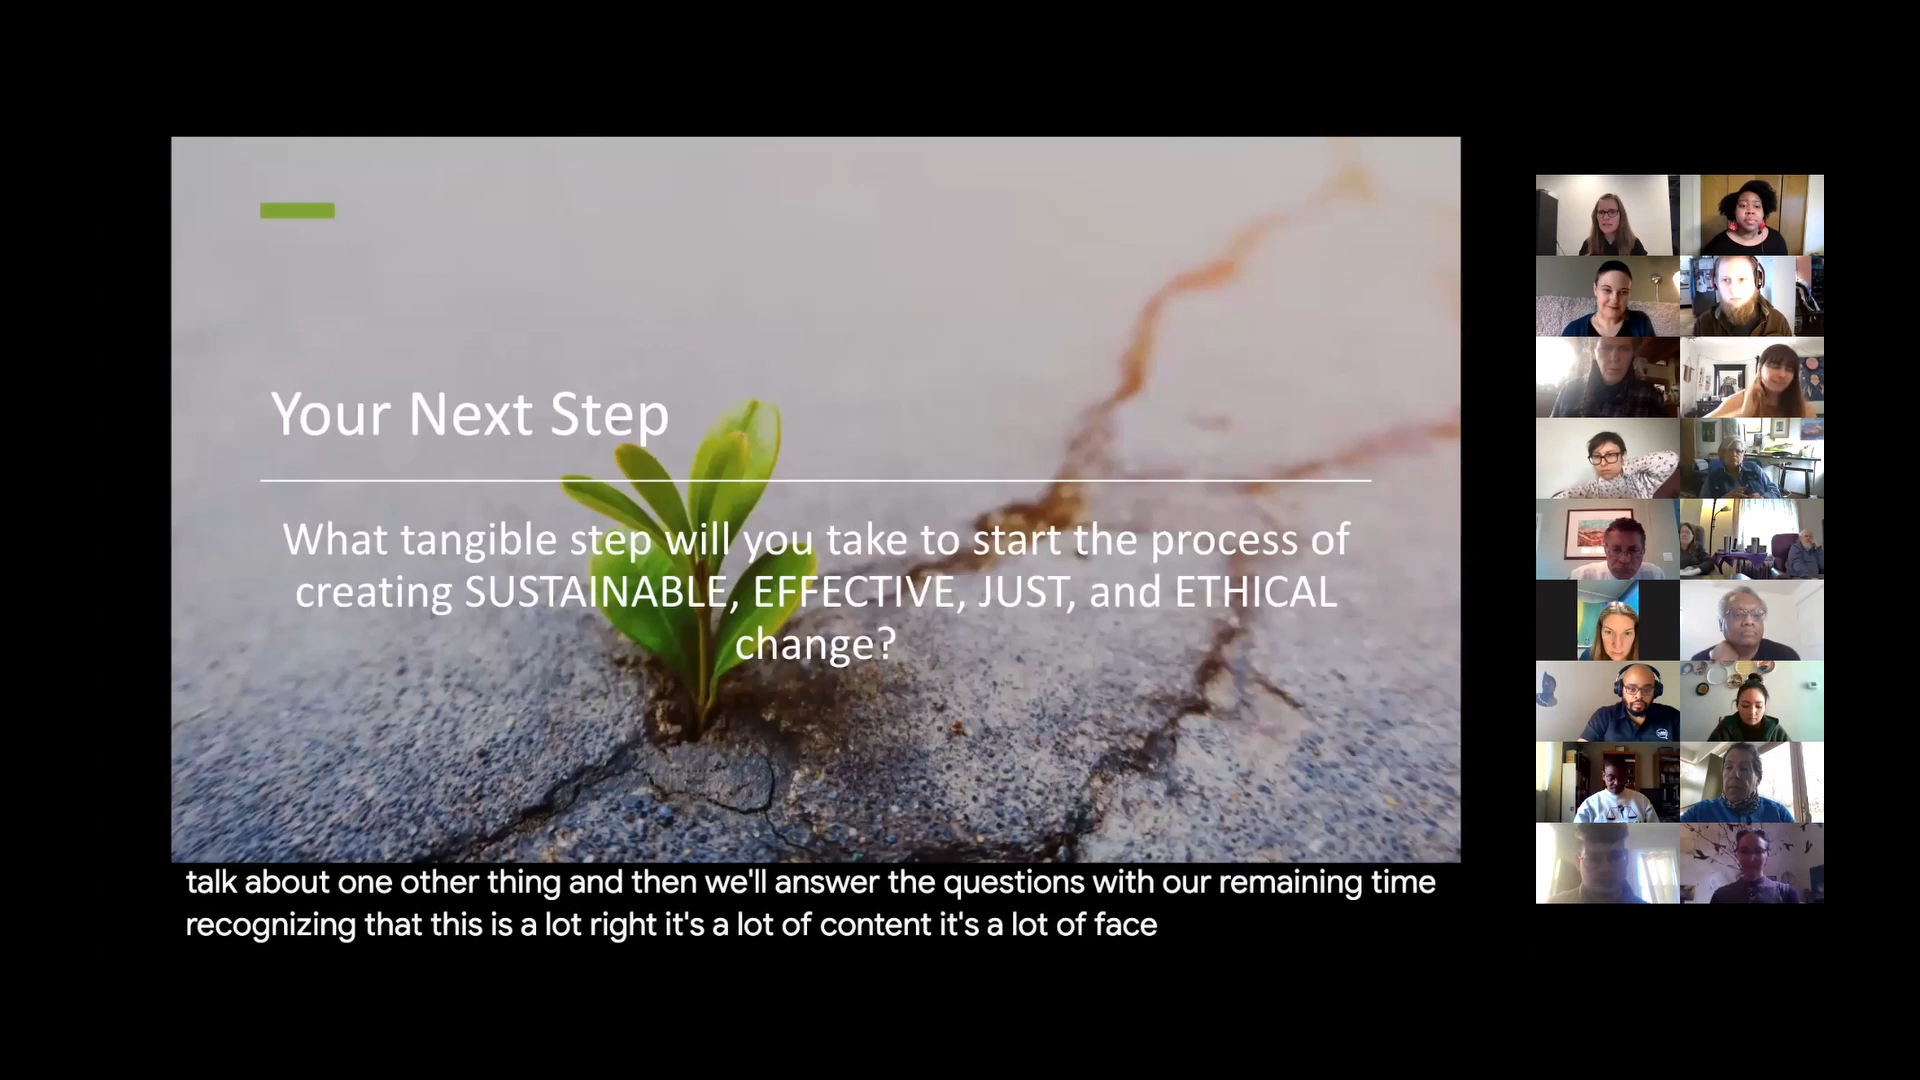 Your Next Step
What tangible step will you take to start the process of
creating SUSTAINABLE, EFFECTIVE, JUST, and ETHICAL
change?
talk about one other thing and then we'll answer the questions with our remaining time
recognizing that this is a lot right it's a lot of content it's a lot of face